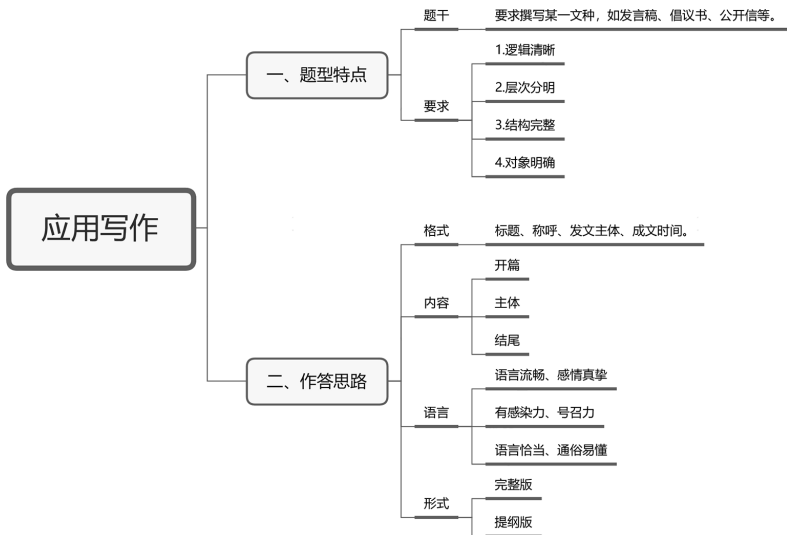 应用写作
一、题型特点
题干
要求撰写某一文种，如发言稿、倡议书、公开信等。
要求
1.逻辑清晰
2.层次分明
3.结构完整
4.对象明确
二、作答思路
格式
标题、称呼、发文主体、成文时间。
内容
开篇
主体
结尾
语言
语言流畅、感情真挚
有感染力、号召力
语言恰当、通俗易懂
形式
完整版
提纲版